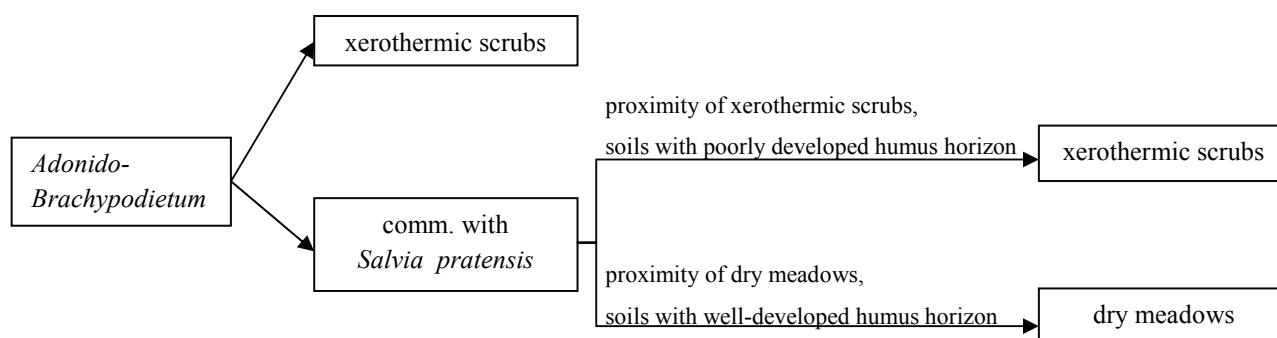 xerothermic scrubs
Adonido-
Brachypodietum
comm. with
Salvia pratensis
proximity of xerothermic scrubs,
soils with poorly developed humus horizon
xerothermic scrubs
proximity of dry meadows,
soils with well-developed humus horizon
dry meadows